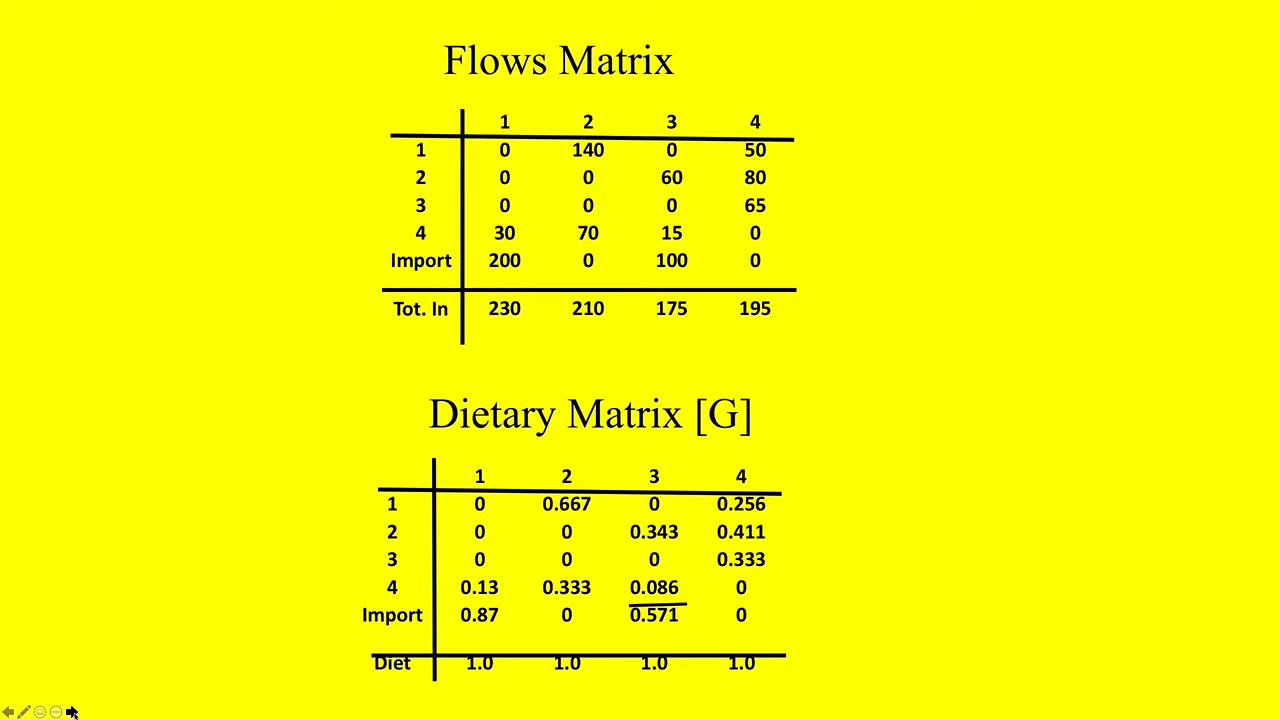 Flows Matrix
1 2 3 4
1 0 140 0 50
2 0 0 60 80
3 0 0 0 65
4 30 70 15 0
Import 200 0 100 0
Tot. In 230 210 175 195
Dietary Matrix [G]
1 2 3 4
1 0 0.667 0 0.256
2 0 0 0.343 0.411
3 0 0 0 0.333
4 0.13 0.333 0.086 0
Import 0.87 0 0.571 0
Diet 1.0 1.0 1.0 1.0